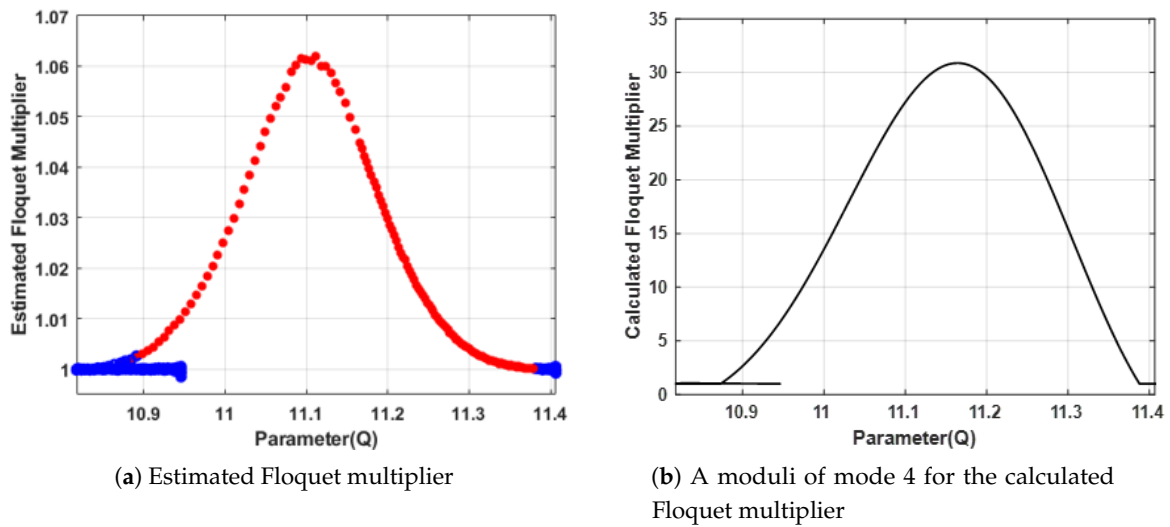 1.07
1.06
1.05
1.04
1.03
1.02
1.01
1
Estimated Floquet Multiplier
10.9 11 11.1 11.2 11.3 11.4
Parameter(Q)
(a) Estimated Floquet multiplier
35
30
25
20
15
10
5
0
Calculated Floquet Multiplier
10.9 11 11.1 11.2 11.3 11.4
Parameter(Q)
(b) A moduli of mode 4 for the calculated
Floquet multiplier